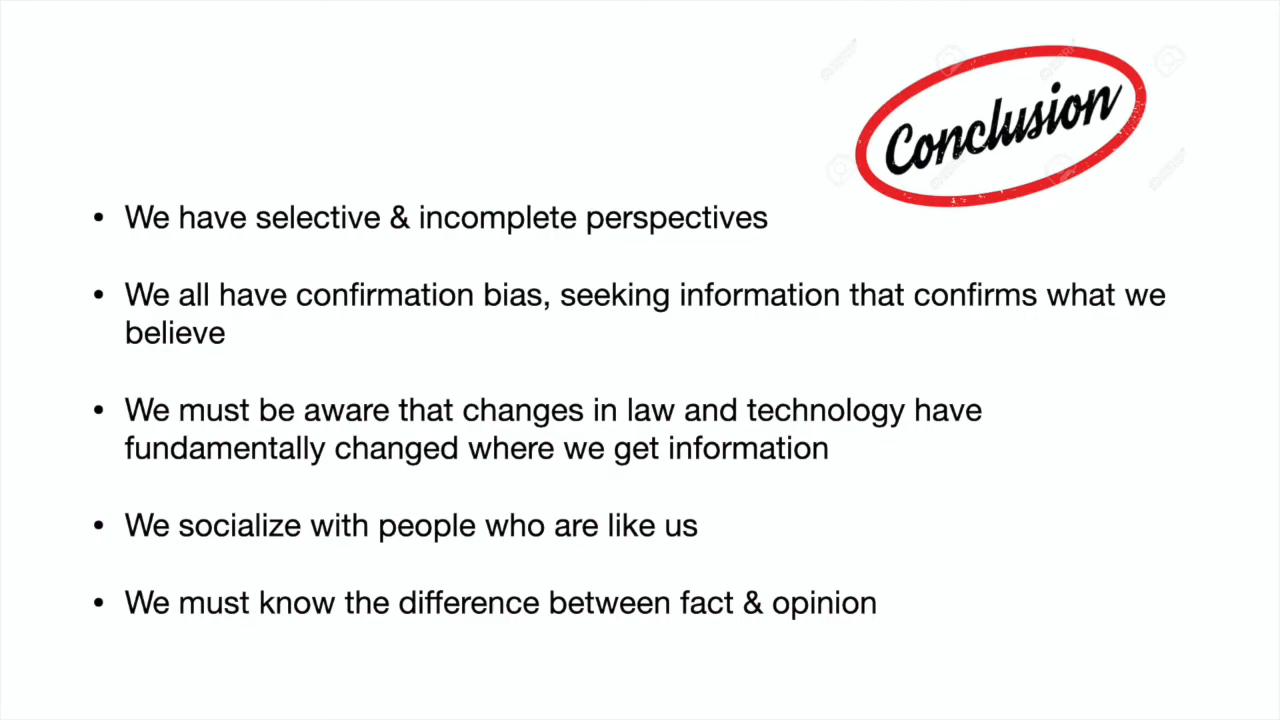 Conclusion
• We have selective & incomplete perspectives
• We all have confirmation bias, seeking information that confirms what we
believe
• We must be aware that changes in law and technology have
fundamentally changed where we get information
• We socialize with people who are like us
• We must know the difference between fact & opinion